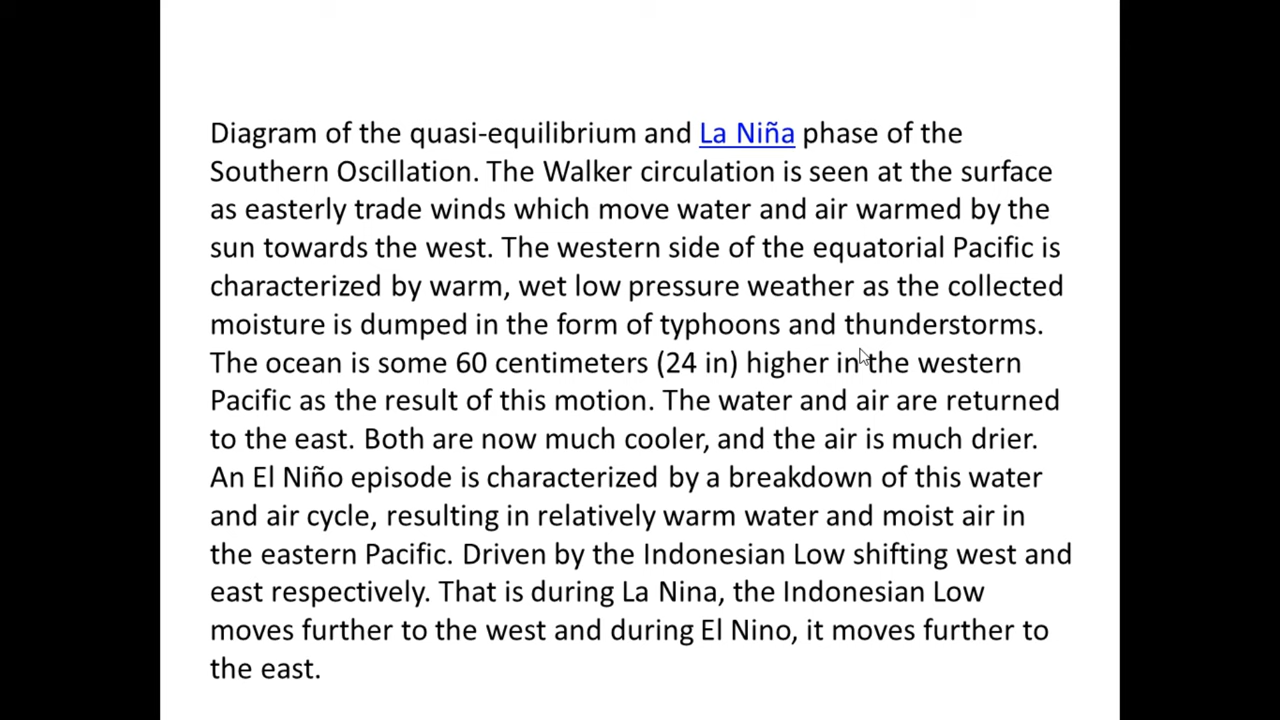 Diagram of the quasi-equilibrium and La Niña phase of the
Southern Oscillation. The Walker circulation is seen at the surface
as easterly trade winds which move water and air warmed by the
sun towards the west. The western side of the equatorial Pacific is
characterized by warm, wet low pressure weather as the collected
moisture is dumped in the form of typhoons and thunderstorms.
The ocean is some 60 centimeters (24 in) higher in the western
Pacific as the result of this motion. The water and air are returned
to the east. Both are now much cooler, and the air is much drier.
An El Niño episode is characterized by a breakdown of this water
and air cycle, resulting in relatively warm water and moist air in
the eastern Pacific. Driven by the Indonesian Low shifting west and
east respectively. That is during La Nina, the Indonesian Low
moves further to the west and during El Nino, it moves further to
the east.